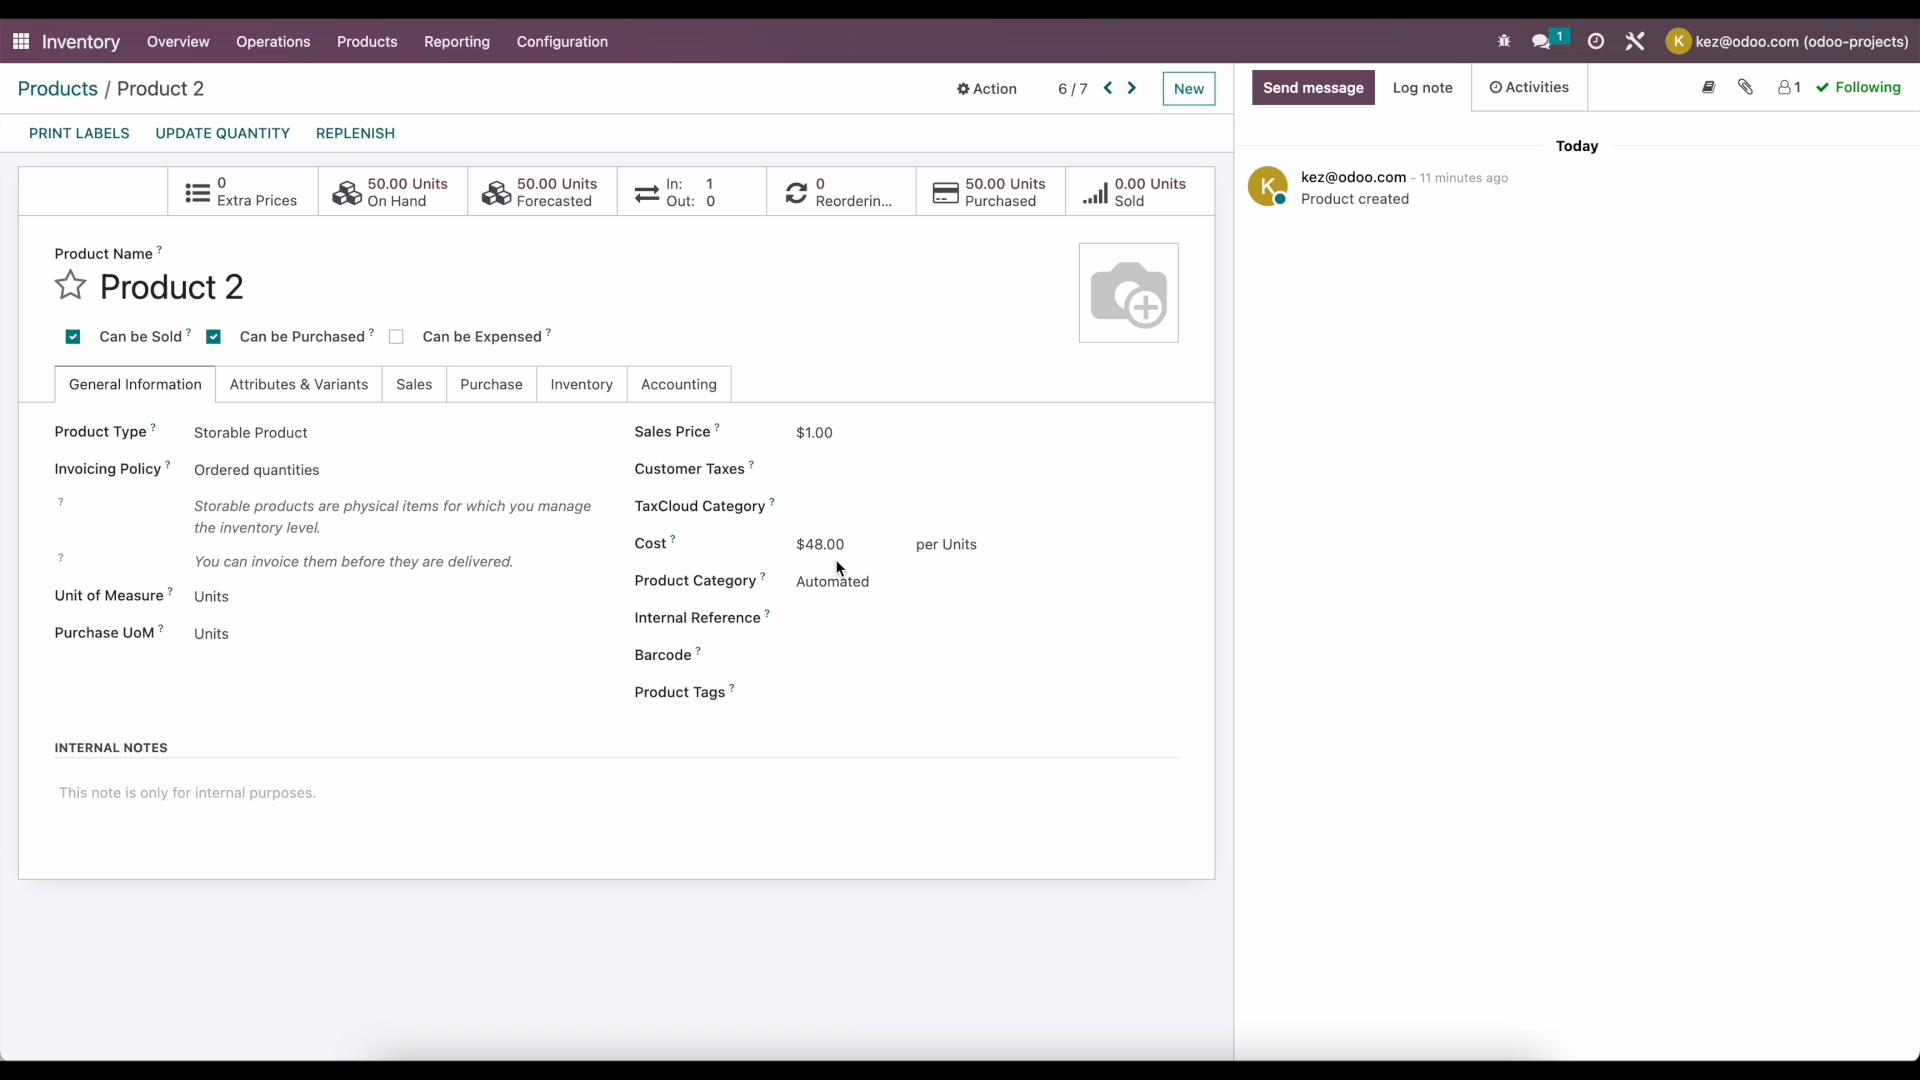 Inventory Overview Operations Products Reporting Configuration 1 K kez@odoo.com (odoo-projects)
Products / Product 2 Action 6 / 7 New Send message Log note Activities 1 Following
PRINT LABELS UPDATE QUANTITY REPLENISH
Today
0 Extra Prices
50.00 Units On Hand
50.00 Units Forecasted
In: 1
Out: 0
0 Reorderin...
50.00 Units Purchased
0.00 Units Sold
K kez@odoo.com - 11 minutes ago
Product created
Product Name ?
Product 2
Can be Sold ? Can be Purchased ? Can be Expensed ?
General Information Attributes & Variants Sales Purchase Inventory Accounting
Product Type ? Storable Product
Invoicing Policy ? Ordered quantities
? Storable products are physical items for which you manage
the inventory level.
? You can invoice them before they are delivered.
Unit of Measure ? Units
Purchase UoM ? Units
Sales Price ? $1.00
Customer Taxes ?
TaxCloud Category ?
Cost ? $48.00 per Units
Product Category ? Automated
Internal Reference ?
Barcode ?
Product Tags ?
INTERNAL NOTES
This note is only for internal purposes.